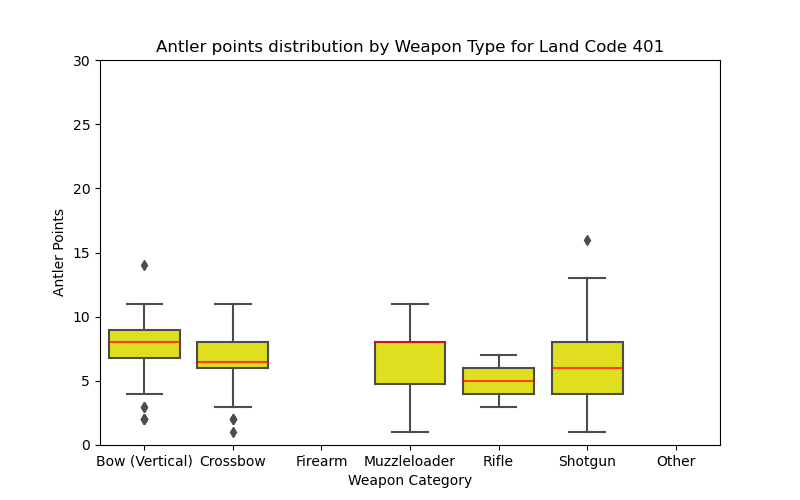 Antler points distribution by Weapon Type for Land Code 401
30
25
20
15
10
5
0
Antler Points
Bow (Vertical) Crossbow Firearm Muzzleloader Rifle Shotgun Other
Weapon Category